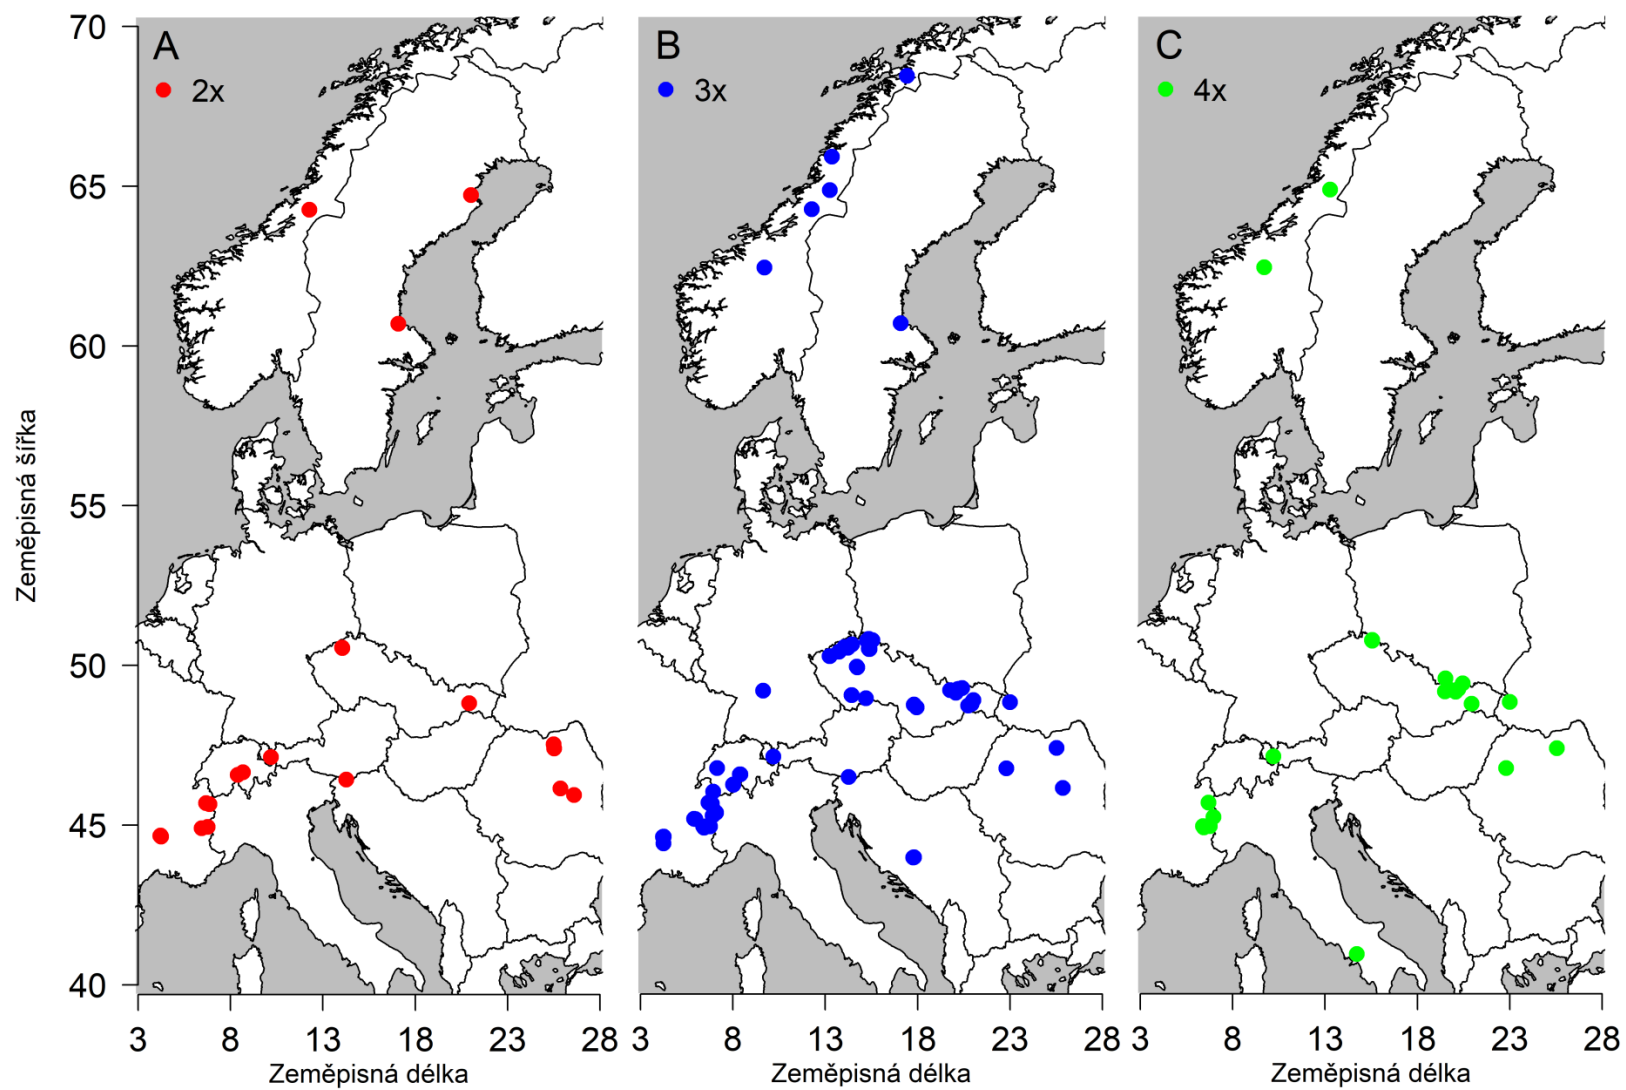 A
2x
B
3x
C
4x
70
65
60
55
50
45
40
Zeměpisná šířka
3 8 13 18 23 28
3 8 13 18 23 28
3 8 13 18 23 28
Zeměpisná délka
Zeměpisná délka
Zeměpisná délka